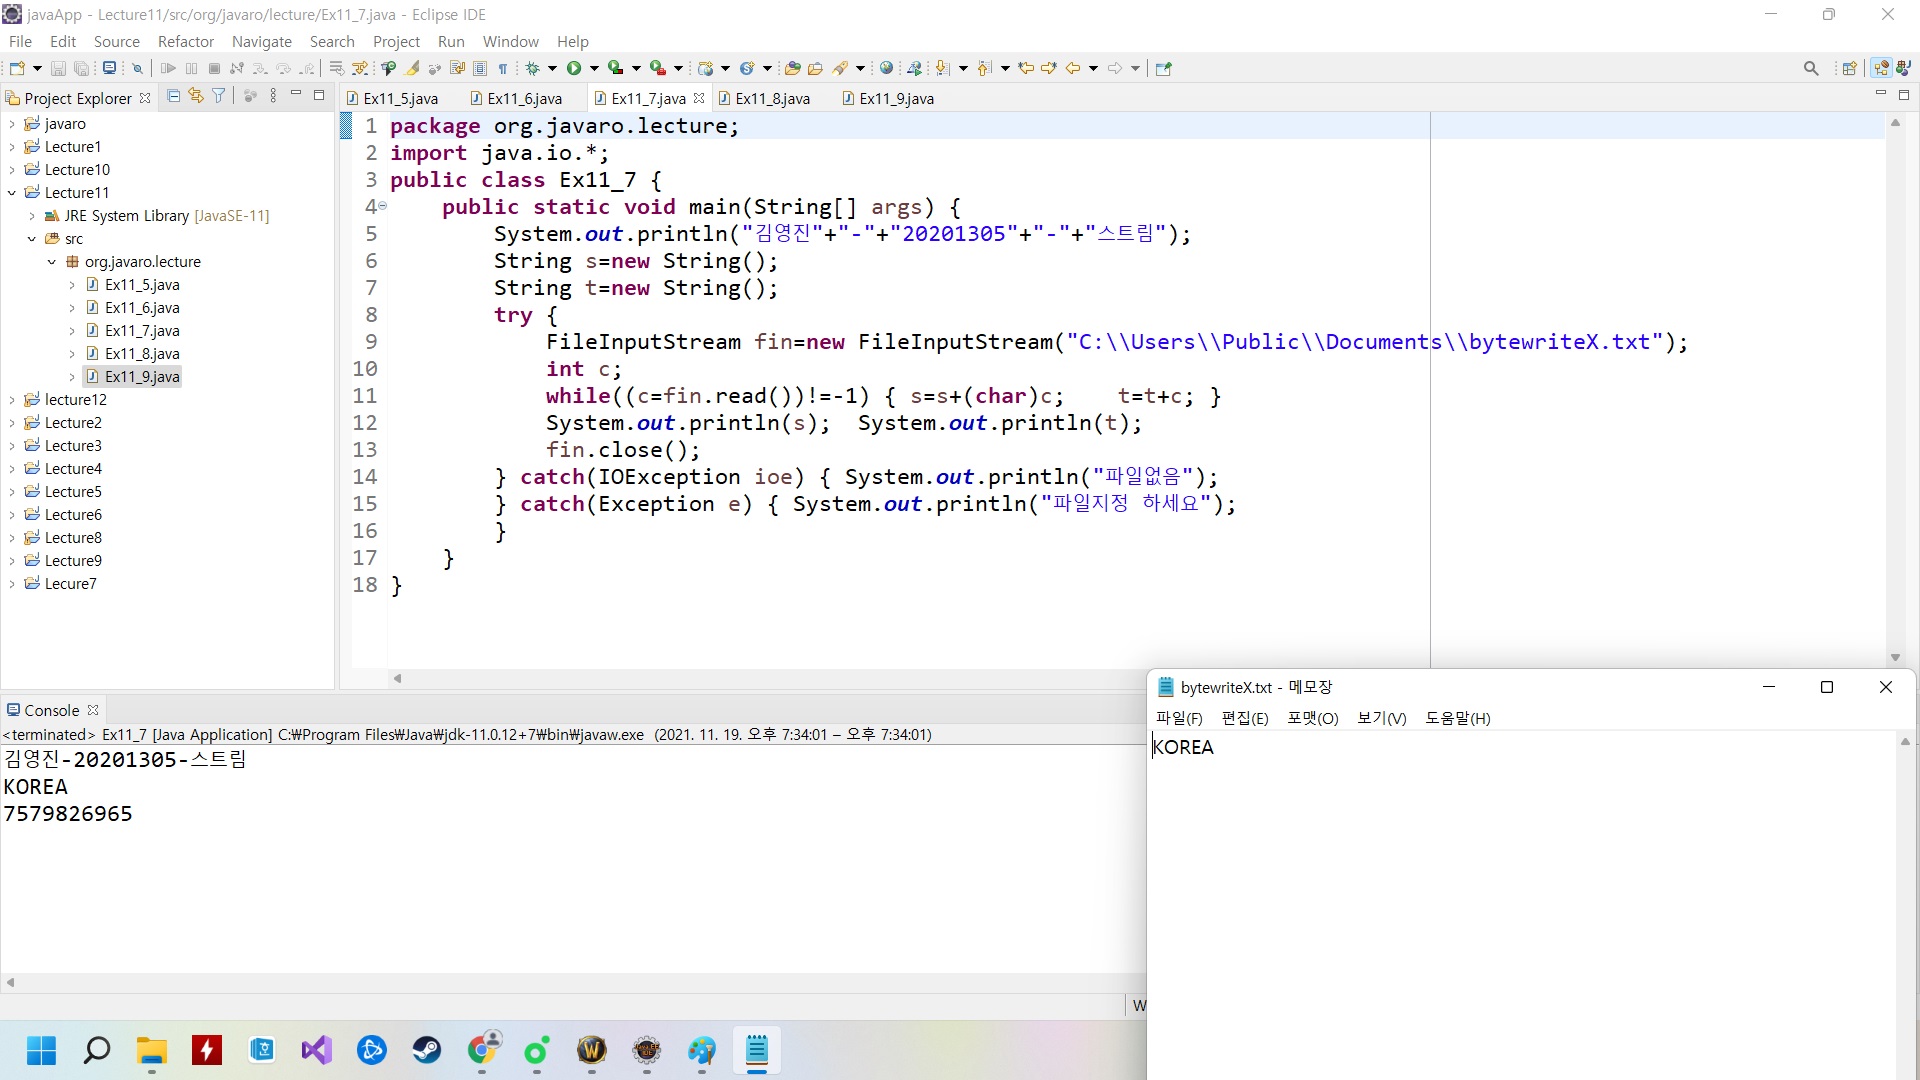 javaApp - Lecture11/src/org/javaro/lecture/Ex11_7.java - Eclipse IDE
File Edit Source Refactor Navigate Search Project Run Window Help
Project Explorer
Ex11_5.java Ex11_6.java Ex11_7.java Ex11_8.java Ex11_9.java
javaro
Lecture1
Lecture10
Lecture11
JRE System Library [JavaSE-11]
src
org.javaro.lecture
Ex11_5.java
Ex11_6.java
Ex11_7.java
Ex11_8.java
Ex11_9.java
lecture12
Lecture2
Lecture3
Lecture4
Lecture5
Lecture6
Lecture8
Lecture9
Lecure7
1 package org.javaro.lecture;
2 import java.io.*;
3 public class Ex11_7 {
4 public static void main(String[] args) {
5 System.out.println("김영진"+"-"+"20201305"+"-"+"스트림");
6 String s=new String();
7 String t=new String();
8 try {
9 FileInputStream fin=new FileInputStream("C:\\Users\\Public\\Documents\\bytewriteX.txt");
10 int c;
11 while((c=fin.read())!=-1) { s=s+(char)c; t=t+c; }
12 System.out.println(s); System.out.println(t);
13 fin.close();
14 } catch(IOException ioe) { System.out.println("파일없음");
15 } catch(Exception e) { System.out.println("파일지정 하세요");
16 }
17 }
18 }
Console
<terminated> Ex11_7 [Java Application] C:₩Program Files₩Java₩jdk-11.0.12+7₩bin₩javaw.exe (2021. 11. 19. 오후 7:34:01 – 오후 7:34:01)
김영진-20201305-스트림
KOREA
7579826965
W
bytewriteX.txt - 메모장
파일(F) 편집(E) 포맷(O) 보기(V) 도움말(H)
KOREA